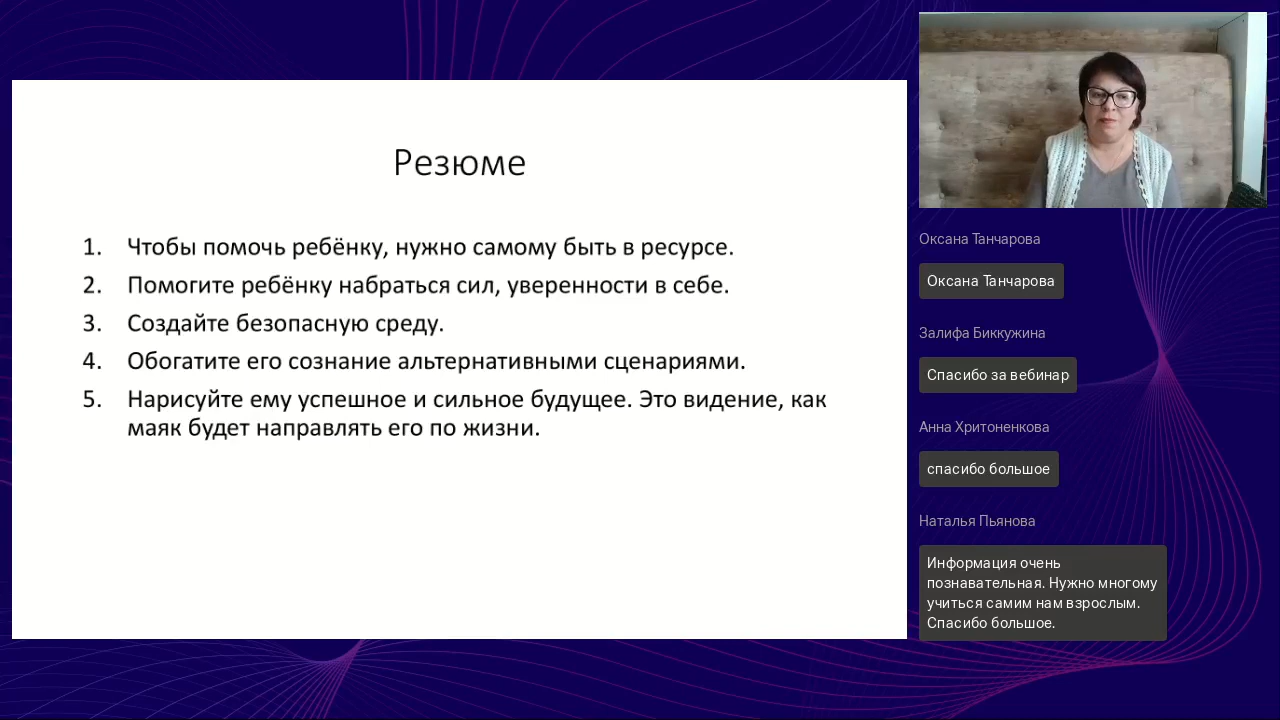 Резюме
1. Чтобы помочь ребёнку, нужно самому быть в ресурсе.
2. Помогите ребёнку набраться сил, уверенности в себе.
3. Создайте безопасную среду.
4. Обогатите его сознание альтернативными сценариями.
5. Нарисуйте ему успешное и сильное будущее. Это видение, как
маяк будет направлять его по жизни.
Оксана Танчарова
Оксана Танчарова
Залифа Биккужина
Спасибо за вебинар
Анна Хритоненкова
спасибо большое
Наталья Пьянова
Информация очень
познавательная. Нужно многому
учиться самим нам взрослым.
Спасибо большое.